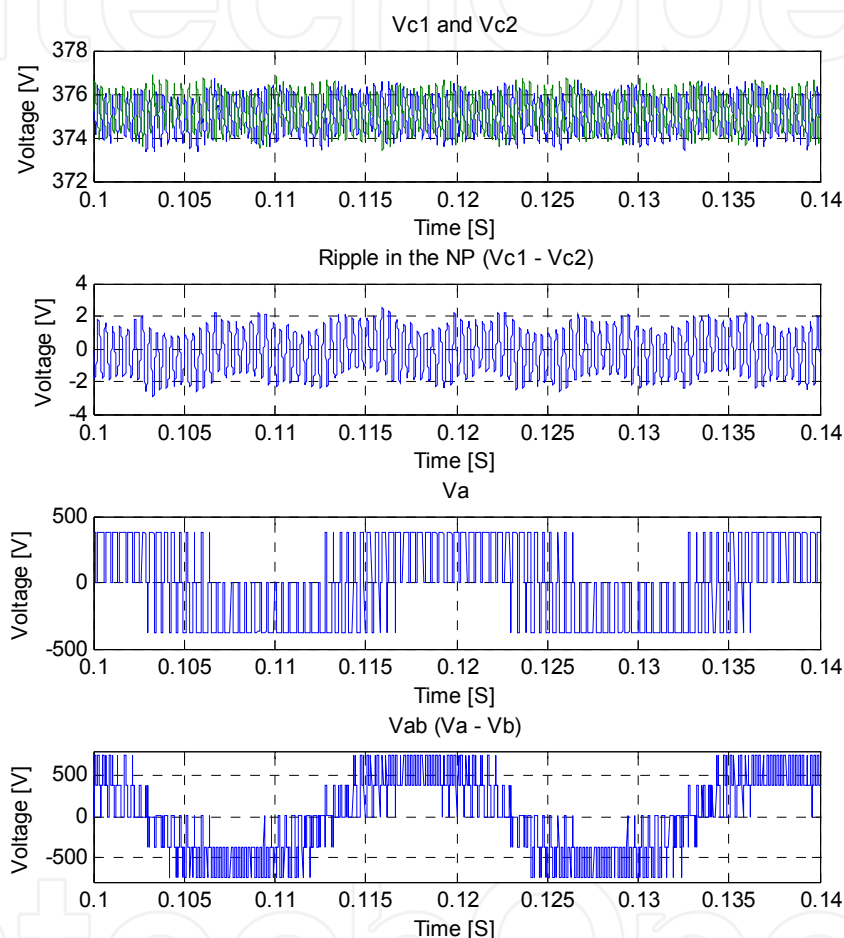 Vc1 and Vc2
Voltage [V]
378
376
374
372
0.1 0.105 0.11 0.115 0.12 0.125 0.13 0.135 0.14
Time [S]
Ripple in the NP (Vc1 - Vc2)
Voltage [V]
4
2
0
-2
-4
0.1 0.105 0.11 0.115 0.12 0.125 0.13 0.135 0.14
Time [S]
Va
Voltage [V]
500
0
-500
0.1 0.105 0.11 0.115 0.12 0.125 0.13 0.135 0.14
Time [S]
Vab (Va - Vb)
Voltage [V]
500
0
-500
0.1 0.105 0.11 0.115 0.12 0.125 0.13 0.135 0.14
Time [S]